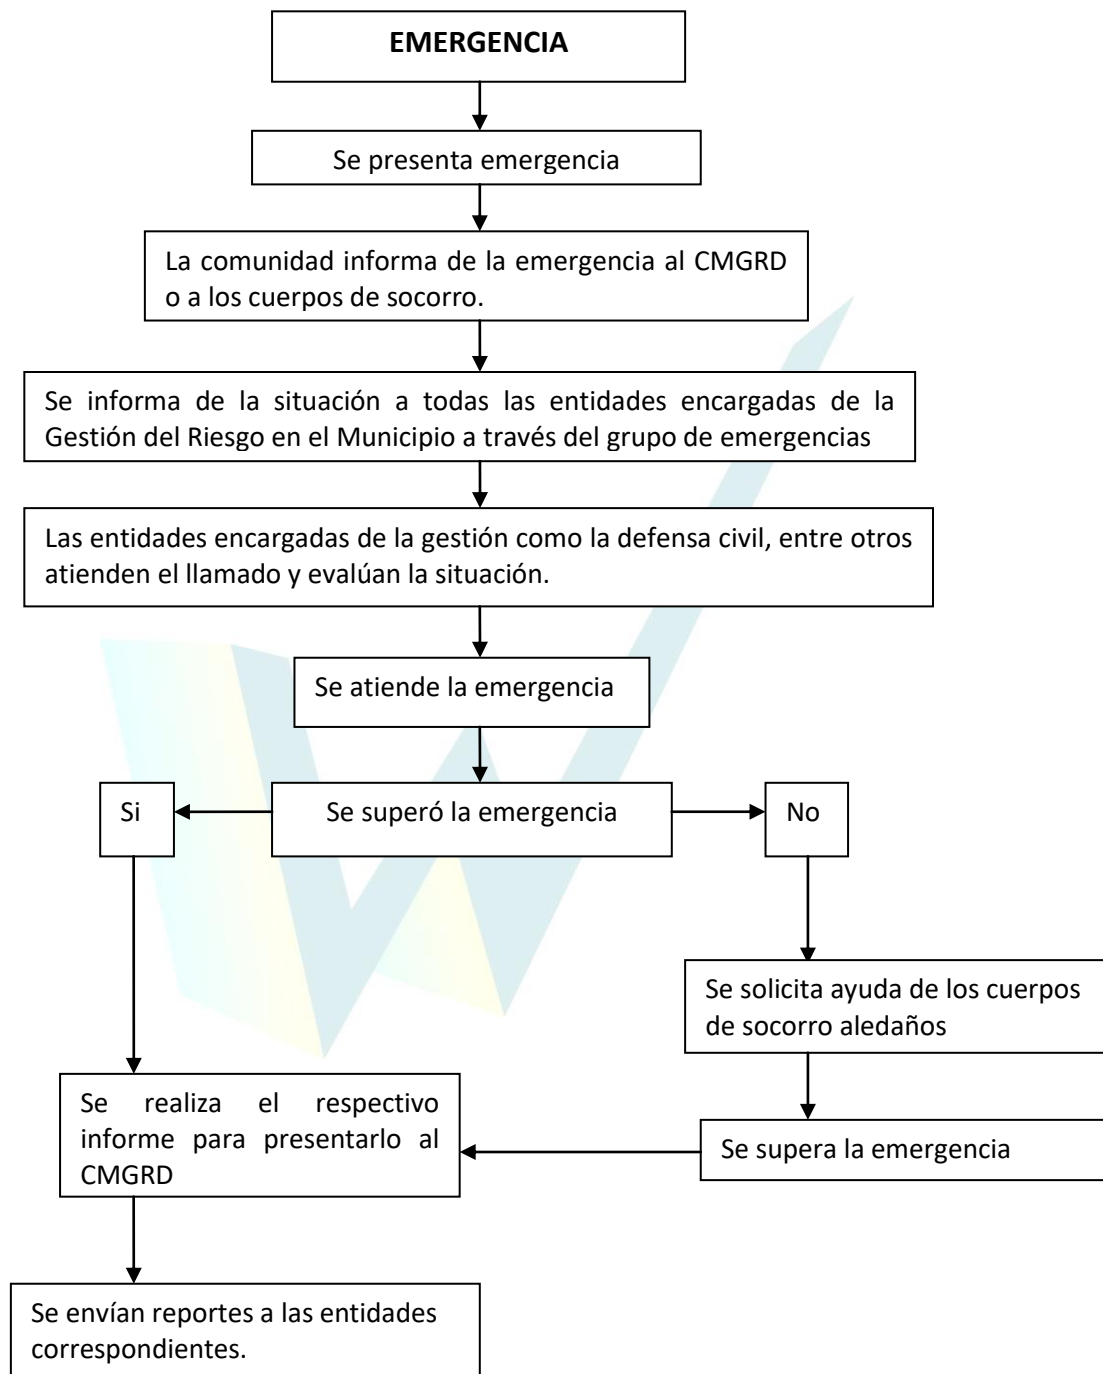 EMERGENCIA
Se presenta emergencia
La comunidad informa de la emergencia al CMGRD
o a los cuerpos de socorro.
Se informa de la situación a todas las entidades encargadas de la
Gestión del Riesgo en el Municipio a través del grupo de emergencias
Las entidades encargadas de la gestión como la defensa civil, entre otros
atienden el llamado y evalúan la situación.
Se atiende la emergencia
Si
Se superó la emergencia
No
Se solicita ayuda de los cuerpos
de socorro aledaños
Se realiza el respectivo
informe para presentarlo al
CMGRD
Se supera la emergencia
Se envían reportes a las entidades
correspondientes.